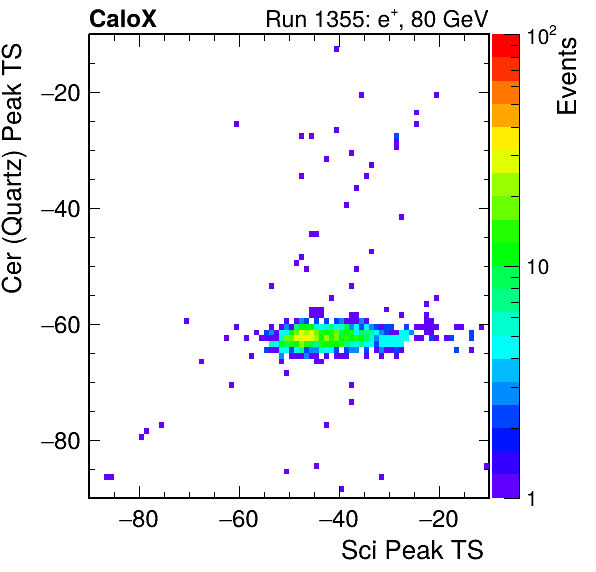 CaloX Run 1355: e⁺, 80 GeV
Cer (Quartz) Peak TS
−20
−40
−60
−80
−80 −60 −40 −20
Sci Peak TS
10²
10
1
Events